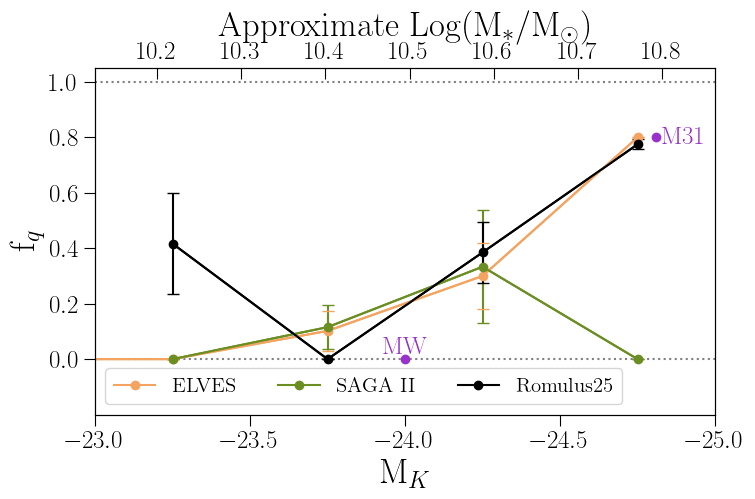 Approximate Log(M*/M☉)
10.2 10.3 10.4 10.5 10.6 10.7 10.8
1.0
0.8
0.6
0.4
0.2
0.0
f_q
M31
MW
ELVES SAGA II Romulus25
−23.0 −23.5 −24.0 −24.5 −25.0
M_K